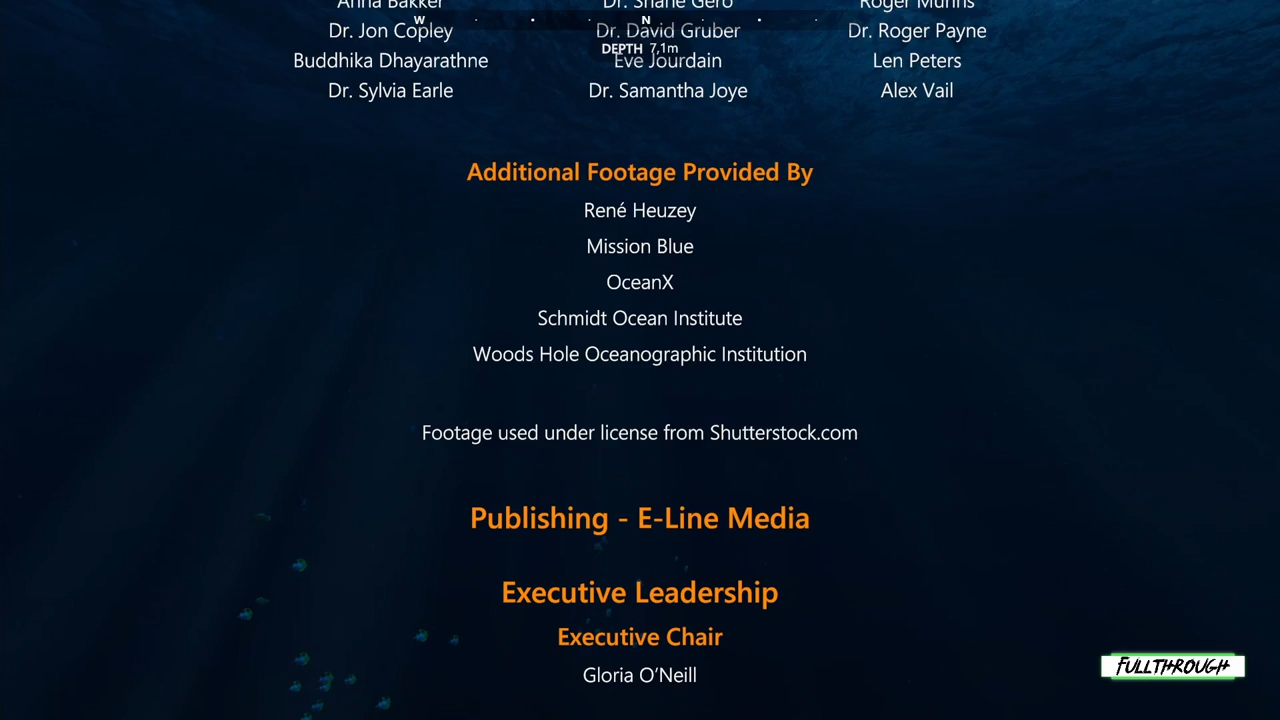 Anna Bakker Dr. Shane Gero Roger Munns
W N
Dr. Jon Copley Dr. David Gruber Dr. Roger Payne
DEPTH 7.1m
Buddhika Dhayarathne Eve Jourdain Len Peters
Dr. Sylvia Earle Dr. Samantha Joye Alex Vail
Additional Footage Provided By
René Heuzey
Mission Blue
OceanX
Schmidt Ocean Institute
Woods Hole Oceanographic Institution
Footage used under license from Shutterstock.com
Publishing - E-Line Media
Executive Leadership
Executive Chair
Gloria O'Neill
FULLTHROUGH